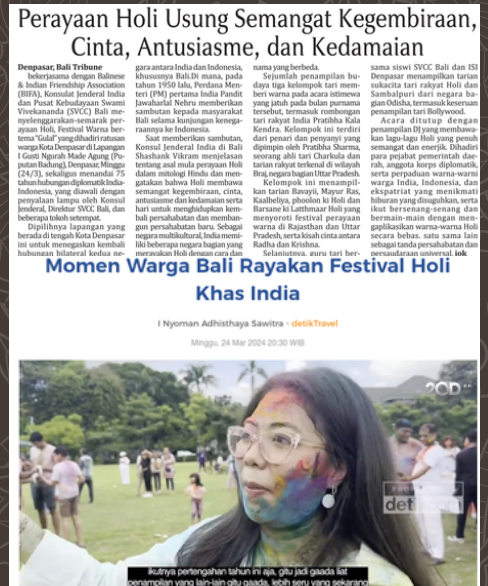 Perayaan Holi Usung Semangat Kegembiraan,
Cinta, Antusiasme, dan Kedamaian
Denpasar, Bali Tribune
bekerjasama dengan Balinese
& Indian Friendship Association
(BIFA), Konsulat Jenderal India
dan Pusat Kebudayaan Swami
Vivekananda (SVCC) Bali me-
nyelenggarakan-semarak per-
ayaan Holi, Festival Warna ber-
tema "Gulal" yang dihadiri ratusan
warga Kota Denpasar di Lapangan
I Gusti Ngurah Made Agung (Pu-
putan Badung), Denpasar, Minggu
(24/3), sekaligus menandai 75
tahun hubungan diplomatik India-
Indonesia, yang diawali dengan
penyalaan lampu oleh Konsul
Jenderal, Direktur SVCC Bali, dan
beberapa tokoh setempat.
Dipilihnya lapangan yang
berada di tengah Kota Denpasar
ini untuk menegaskan kembali
hubungan bilateral kedua ne-
gara antara India dan Indonesia,
khususnya Bali.Di mana, pada
tahun 1950 lalu, Perdana Men-
teri (PM) pertama India Pandit
Jawaharlal Nehru memberikan
sambutan kepada masyarakat
Bali selama kunjungan kenega-
raannya ke Indonesia.
Saat memberikan sambutan,
Konsul Jenderal India di Bali
Shashank Vikram menjelaskan
tentang asal mula perayaan Holi
dalam mitologi Hindu dan men-
gatakan bahwa Holi membawa
semangat kegembiraan, cinta,
antusiasme dan kedamaian serta
hari untuk menghidupkan kem-
bali persahabatan dan memban-
gun persahabatan baru. Sebagai
negara multikultural, India memi-
liki beberapa negara bagian yang
merayakan Holi dengan cara dan
nama yang berbeda.
Sejumlah penampilan bu-
daya tiga kelompok tari mem-
beri warna pada acara istimewa
yang jatuh pada bulan purnama
tersebut, termasuk rombongan
tari rakyat India Pratibha Kala
Kendra. Kelompok ini terdiri
dari penari dan penyanyi yang
dipimpin oleh Pratibha Sharma,
seorang ahli tari Charkula dan
tarian rakyat terkenal di wilayah
Braj, negara bagian Uttar Pradesh.
Kelompok ini menampil-
kan tarian Bavayii, Mayur Ras,
Kaalbeliya, phoolon ki Holi dan
Barsane ki Latthmar Holi yang
menyoroti festival perayaan
warna di Rajasthan dan Uttar
Pradesh, serta kisah cinta antara
Radha dan Krishna.
Selanjutnya, guru tari ber-
sama siswi SVCC Bali dan ISI
Denpasar menampilkan tarian
sukacita tari rakyat Holi dan
Sambalpuri dari negara ba-
gian Odisha, termasuk keseruan
penampilan tari Bollywood.
Acara ditutup dengan
penampilan DJ yang membawa-
kan lagu-lagu Holi yang penuh
semangat dan enerjik. Dihadiri
para pejabat pemerintah dae-
rah, anggota korps diplomatik,
serta perpaduan warna-warni
warga India, Indonesia, dan
ekspatriat yang menikmati
hiburan yang disuguhkan, serta
ikut bersenang-senang dan
bermain-main dengan men-
gaplikasikan warna-warna Holi
secara bebas, satu sama lain
sebagai tanda persahabatan dan
persaudaraan universal. iok
Momen Warga Bali Rayakan Festival Holi
Khas India
I Nyoman Adhisthaya Sawitra - detikTravel
Minggu, 24 Mar 2024 20:30 WIB
20D
detik
ikutnya pertengahan tahun ini aja, gitu jadi gaada liat
penampilan yang lain-lain gitu gaada, lebih seru yang sekarang